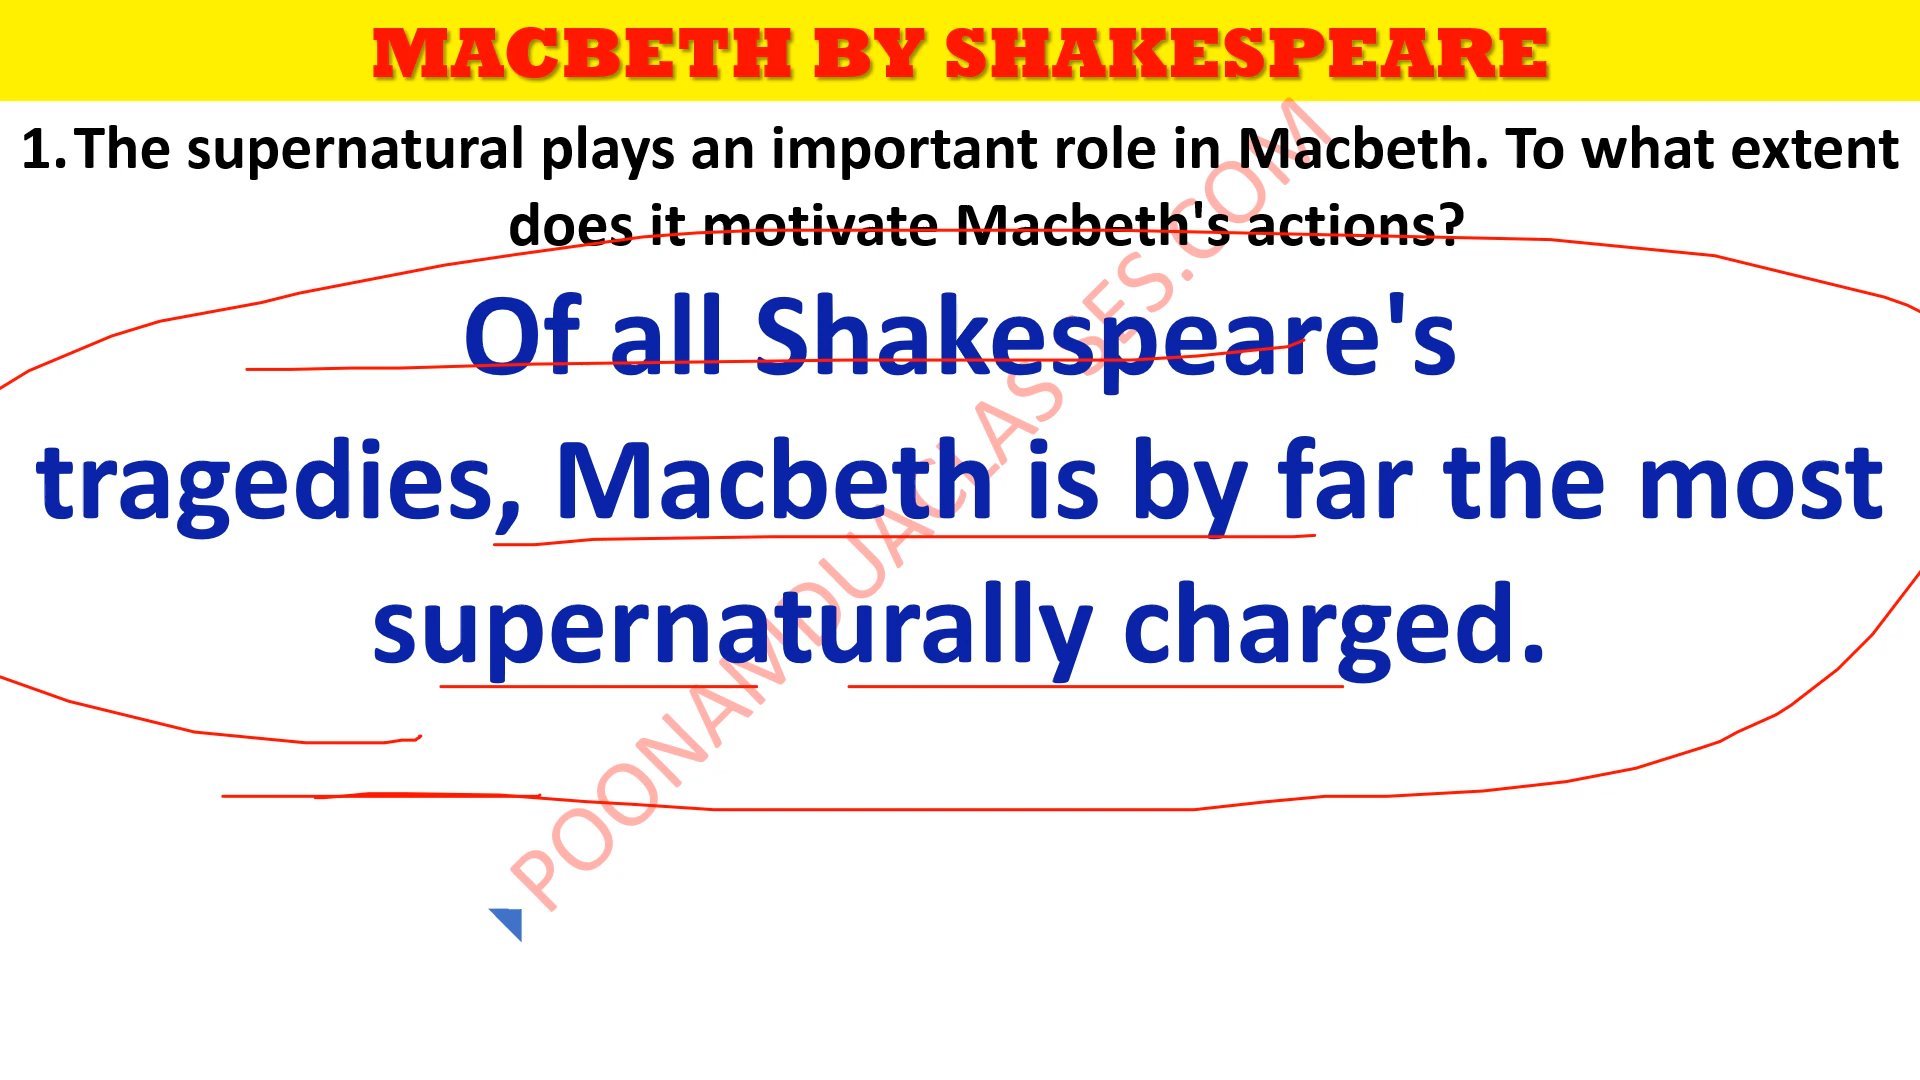 MACBETH BY SHAKESPEARE
1. The supernatural plays an important role in Macbeth. To what extent
does it motivate Macbeth's actions?
Of all Shakespeare's
tragedies, Macbeth is by far the most
supernaturally charged.
POONAMDUACLASSES.COM